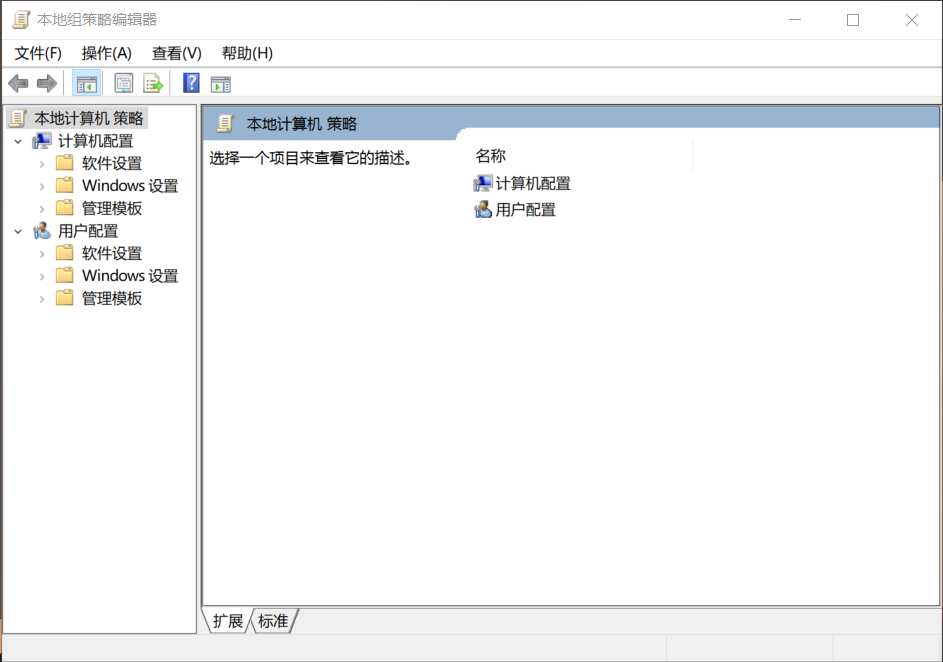 本地组策略编辑器
文件(F) 操作(A) 查看(V) 帮助(H)
本地计算机 策略
计算机配置
软件设置
Windows 设置
管理模板
用户配置
软件设置
Windows 设置
管理模板
本地计算机 策略
选择一个项目来查看它的描述。
名称
计算机配置
用户配置
扩展 标准